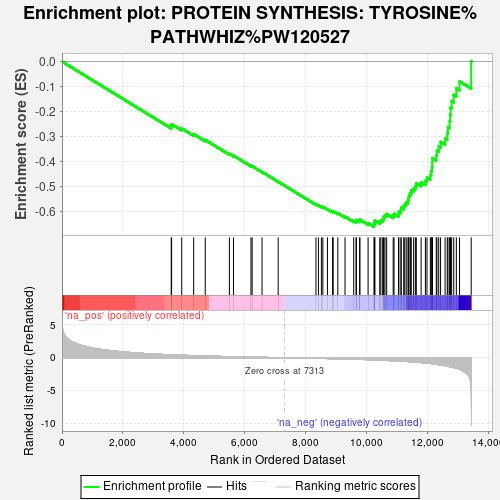 Enrichment plot: PROTEIN SYNTHESIS: TYROSINE%
PATHWHIZ%PW120527
Enrichment score (ES)
0.0
-0.1
-0.2
-0.3
-0.4
-0.5
-0.6
Ranked list metric (PreRanked)
'na_pos' (positively correlated)
5
0
-5
-10
Zero cross at 7313
'na_neg' (negatively correlated)
0
2,000
4,000
6,000
8,000
10,000
12,000
14,000
Rank in Ordered Dataset
Enrichment profile
Hits
Ranking metric scores